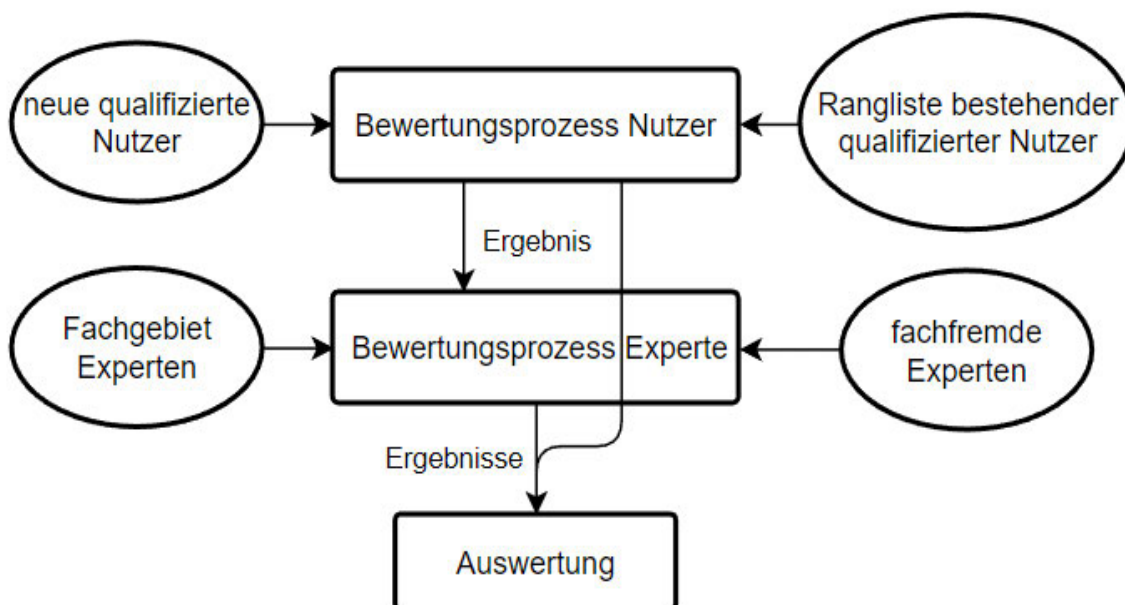 neue qualifizierte
Nutzer
Bewertungsprozess Nutzer
Rangliste bestehender
qualifizierter Nutzer
Ergebnis
Fachgebiet
Experten
Bewertungsprozess Experte
fachfremde
Experten
Ergebnisse
Auswertung